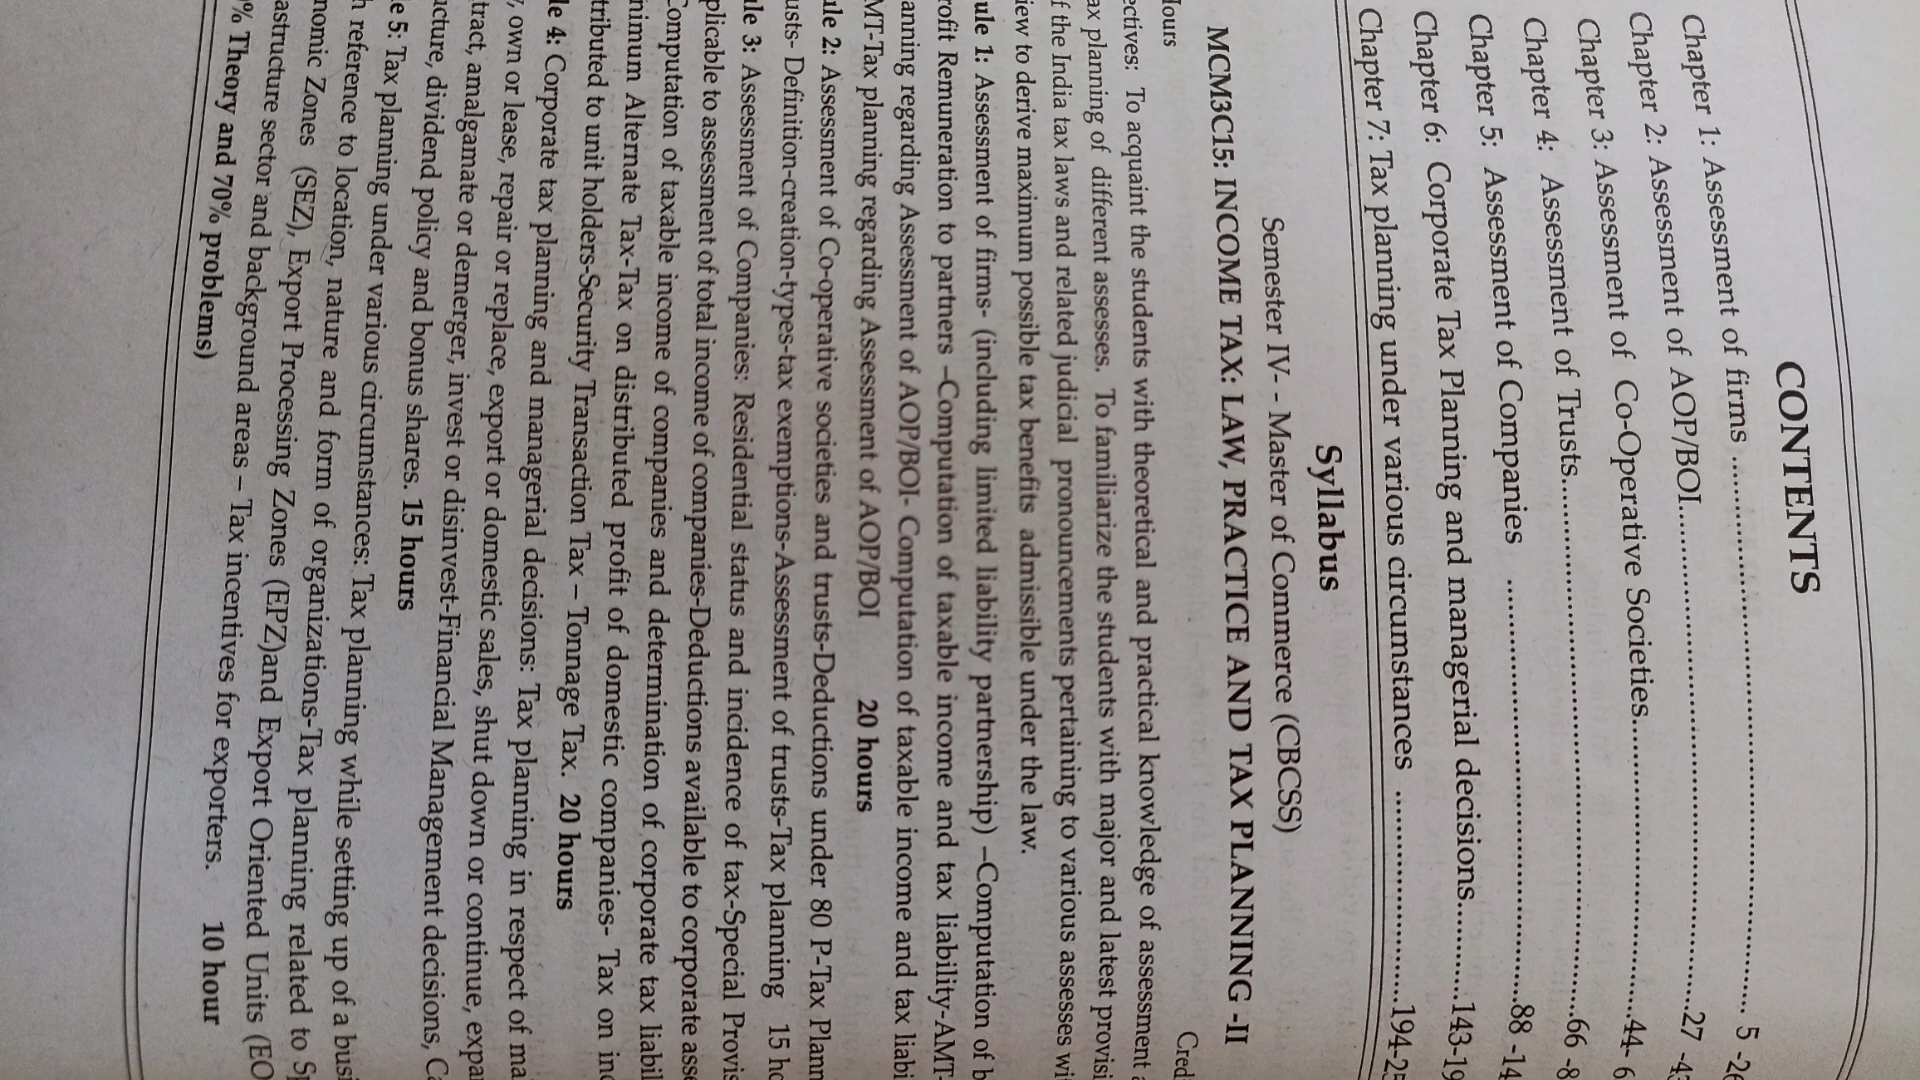 CONTENTS
Chapter 1: Assessment of firms .......... 5 -26
Chapter 2: Assessment of AOP/BOI..........27 -43
Chapter 3: Assessment of Co-Operative Societies..........44- 6
Chapter 4: Assessment of Trusts..........66 -8
Chapter 5: Assessment of Companies ..........88 -14
Chapter 6: Corporate Tax Planning and managerial decisions..........143-19
Chapter 7: Tax planning under various circumstances ..........194-25
Syllabus
Semester IV- - Master of Commerce (CBCSS)
MCM3C15: INCOME TAX: LAW, PRACTICE AND TAX PLANNING -II
Hours Cred
ectives: To acquaint the students with theoretical and practical knowledge of assessment a
ax planning of different assesses. To familiarize the students with major and latest provisi
f the India tax laws and related judicial pronouncements pertaining to various assesses wi
iew to derive maximum possible tax benefits admissible under the law.
ule 1: Assessment of firms- (including limited liability partnership) –Computation of b
rofit Remuneration to partners –Computation of taxable income and tax liability-AMT-
anning regarding Assessment of AOP/BOI- Computation of taxable income and tax liabi
MT-Tax planning regarding Assessment of AOP/BOI 20 hours
ule 2: Assessment of Co-operative societies and trusts-Deductions under 80 P-Tax Plann
usts- Definition-creation-types-tax exemptions-Assessment of trusts-Tax planning 15 ho
ule 3: Assessment of Companies: Residential status and incidence of tax-Special Provis
plicable to assessment of total income of companies-Deductions available to corporate asse
Computation of taxable income of companies and determination of corporate tax liabil
nimum Alternate Tax-Tax on distributed profit of domestic companies- Tax on inc
tributed to unit holders-Security Transaction Tax – Tonnage Tax. 20 hours
le 4: Corporate tax planning and managerial decisions: Tax planning in respect of ma
, own or lease, repair or replace, export or domestic sales, shut down or continue, expa
tract, amalgamate or demerger, invest or disinvest-Financial Management decisions, Ca
ucture, dividend policy and bonus shares. 15 hours
e 5: Tax planning under various circumstances: Tax planning while setting up of a busi
h reference to location, nature and form of organizations-Tax planning related to Sp
nomic Zones (SEZ), Export Processing Zones (EPZ)and Export Oriented Units (EO
astructure sector and background areas – Tax incentives for exporters. 10 hour
% Theory and 70% problems)